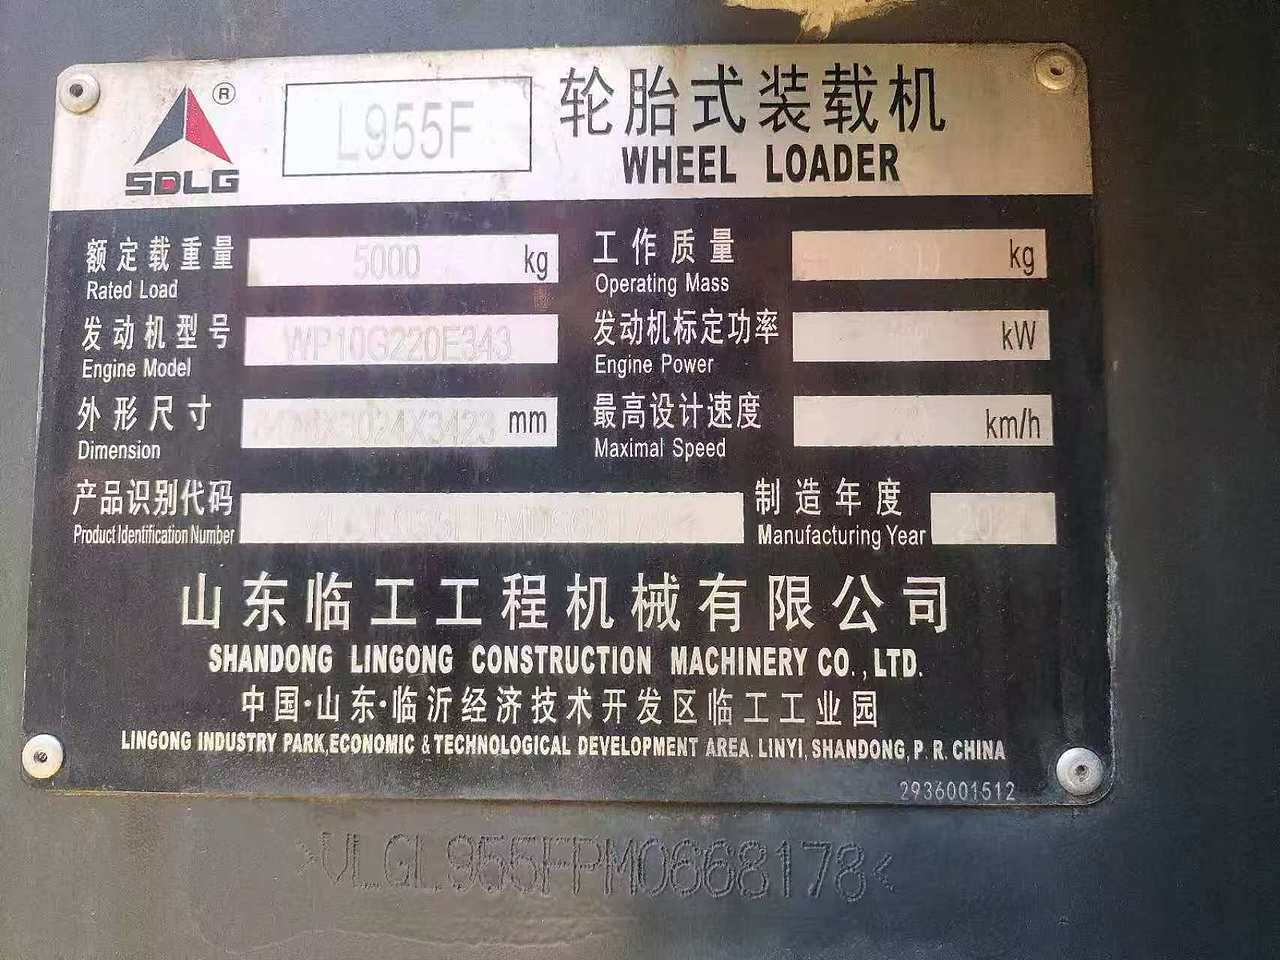 SDLG ®
L955F
轮胎式装载机
WHEEL LOADER
额定载重量 5000 kg
Rated Load
工作质量 kg
Operating Mass
发动机型号 WP10G220E343
Engine Model
发动机标定功率 kW
Engine Power
外形尺寸 mm
Dimension
最高设计速度 km/h
Maximal Speed
产品识别代码
Product Identification Number
制造年度
Manufacturing Year
山东临工工程机械有限公司
SHANDONG LINGONG CONSTRUCTION MACHINERY CO., LTD.
中国·山东·临沂经济技术开发区临工工业园
LINGONG INDUSTRY PARK, ECONOMIC & TECHNOLOGICAL DEVELOPMENT AREA. LINYI, SHANDONG, P. R. CHINA
2936001512
>VLGL955FPM0668178<